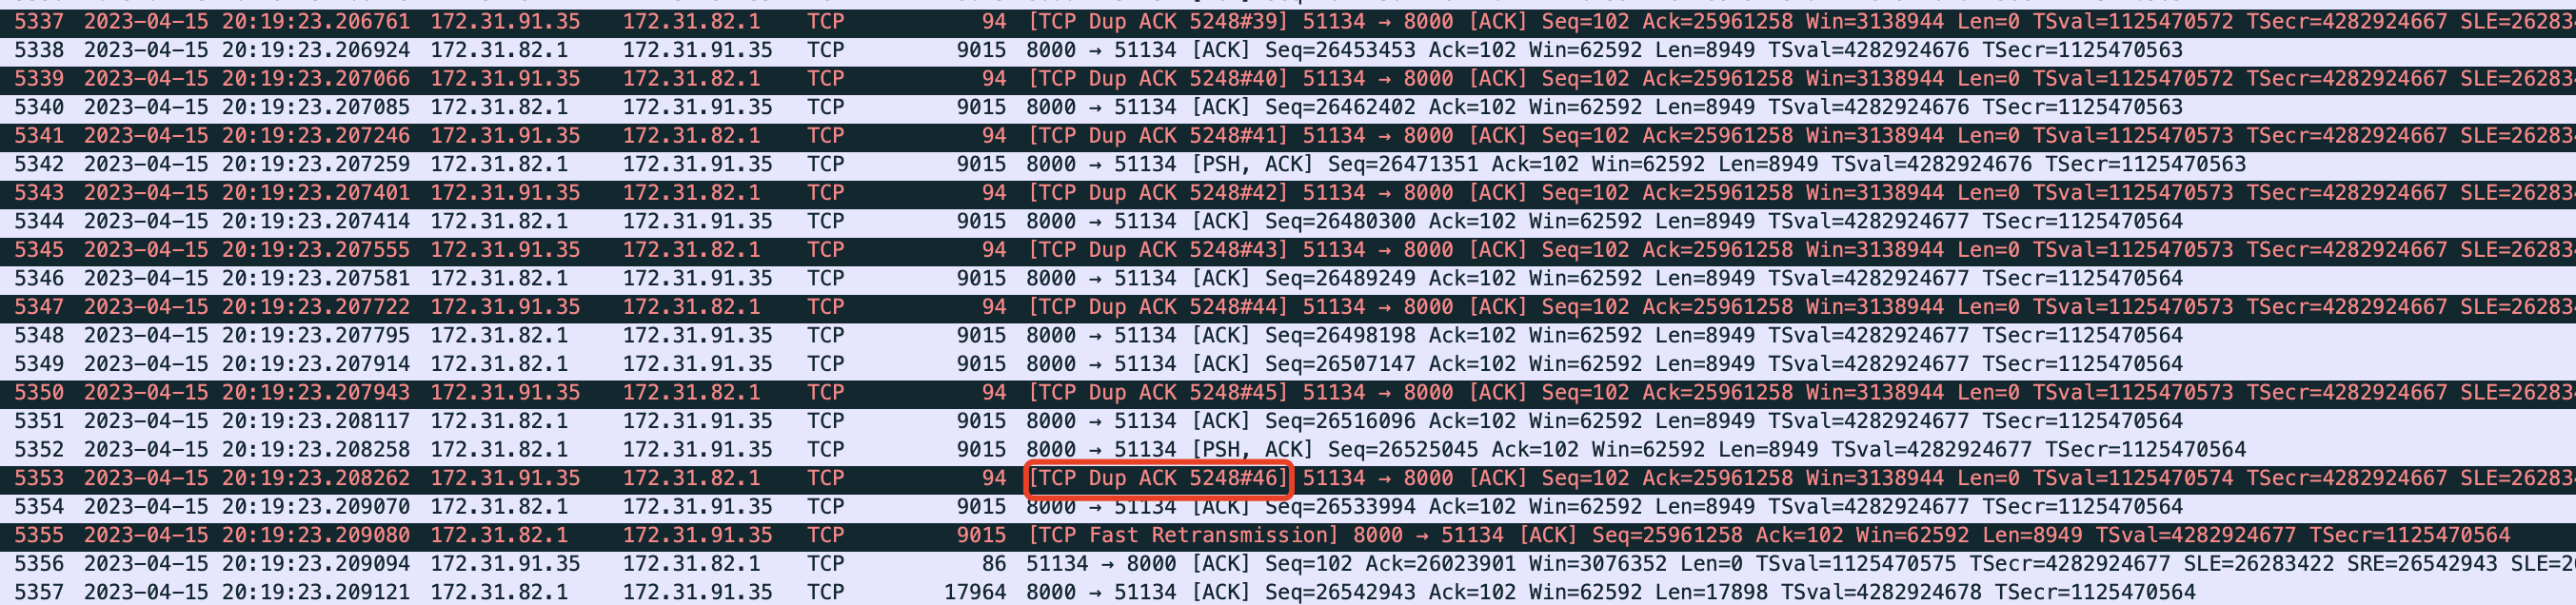 5337 2023-04-15 20:19:23.206761 172.31.91.35 172.31.82.1 TCP 94 [TCP Dup ACK 5248#39] 51134 → 8000 [ACK] Seq=102 Ack=25961258 Win=3138944 Len=0 TSval=1125470572 TSecr=4282924667 SLE=26283
5338 2023-04-15 20:19:23.206924 172.31.82.1 172.31.91.35 TCP 9015 8000 → 51134 [ACK] Seq=26453453 Ack=102 Win=62592 Len=8949 TSval=4282924676 TSecr=1125470563
5339 2023-04-15 20:19:23.207066 172.31.91.35 172.31.82.1 TCP 94 [TCP Dup ACK 5248#40] 51134 → 8000 [ACK] Seq=102 Ack=25961258 Win=3138944 Len=0 TSval=1125470572 TSecr=4282924667 SLE=26283
5340 2023-04-15 20:19:23.207085 172.31.82.1 172.31.91.35 TCP 9015 8000 → 51134 [ACK] Seq=26462402 Ack=102 Win=62592 Len=8949 TSval=4282924676 TSecr=1125470563
5341 2023-04-15 20:19:23.207246 172.31.91.35 172.31.82.1 TCP 94 [TCP Dup ACK 5248#41] 51134 → 8000 [ACK] Seq=102 Ack=25961258 Win=3138944 Len=0 TSval=1125470573 TSecr=4282924667 SLE=26283
5342 2023-04-15 20:19:23.207259 172.31.82.1 172.31.91.35 TCP 9015 8000 → 51134 [PSH, ACK] Seq=26471351 Ack=102 Win=62592 Len=8949 TSval=4282924676 TSecr=1125470563
5343 2023-04-15 20:19:23.207401 172.31.91.35 172.31.82.1 TCP 94 [TCP Dup ACK 5248#42] 51134 → 8000 [ACK] Seq=102 Ack=25961258 Win=3138944 Len=0 TSval=1125470573 TSecr=4282924667 SLE=26283
5344 2023-04-15 20:19:23.207414 172.31.82.1 172.31.91.35 TCP 9015 8000 → 51134 [ACK] Seq=26480300 Ack=102 Win=62592 Len=8949 TSval=4282924677 TSecr=1125470564
5345 2023-04-15 20:19:23.207555 172.31.91.35 172.31.82.1 TCP 94 [TCP Dup ACK 5248#43] 51134 → 8000 [ACK] Seq=102 Ack=25961258 Win=3138944 Len=0 TSval=1125470573 TSecr=4282924667 SLE=26283
5346 2023-04-15 20:19:23.207581 172.31.82.1 172.31.91.35 TCP 9015 8000 → 51134 [ACK] Seq=26489249 Ack=102 Win=62592 Len=8949 TSval=4282924677 TSecr=1125470564
5347 2023-04-15 20:19:23.207722 172.31.91.35 172.31.82.1 TCP 94 [TCP Dup ACK 5248#44] 51134 → 8000 [ACK] Seq=102 Ack=25961258 Win=3138944 Len=0 TSval=1125470573 TSecr=4282924667 SLE=26283
5348 2023-04-15 20:19:23.207795 172.31.82.1 172.31.91.35 TCP 9015 8000 → 51134 [ACK] Seq=26498198 Ack=102 Win=62592 Len=8949 TSval=4282924677 TSecr=1125470564
5349 2023-04-15 20:19:23.207914 172.31.82.1 172.31.91.35 TCP 9015 8000 → 51134 [ACK] Seq=26507147 Ack=102 Win=62592 Len=8949 TSval=4282924677 TSecr=1125470564
5350 2023-04-15 20:19:23.207943 172.31.91.35 172.31.82.1 TCP 94 [TCP Dup ACK 5248#45] 51134 → 8000 [ACK] Seq=102 Ack=25961258 Win=3138944 Len=0 TSval=1125470573 TSecr=4282924667 SLE=26283
5351 2023-04-15 20:19:23.208117 172.31.82.1 172.31.91.35 TCP 9015 8000 → 51134 [ACK] Seq=26516096 Ack=102 Win=62592 Len=8949 TSval=4282924677 TSecr=1125470564
5352 2023-04-15 20:19:23.208258 172.31.82.1 172.31.91.35 TCP 9015 8000 → 51134 [PSH, ACK] Seq=26525045 Ack=102 Win=62592 Len=8949 TSval=4282924677 TSecr=1125470564
5353 2023-04-15 20:19:23.208262 172.31.91.35 172.31.82.1 TCP 94 [TCP Dup ACK 5248#46] 51134 → 8000 [ACK] Seq=102 Ack=25961258 Win=3138944 Len=0 TSval=1125470574 TSecr=4282924667 SLE=26283
5354 2023-04-15 20:19:23.209070 172.31.82.1 172.31.91.35 TCP 9015 8000 → 51134 [ACK] Seq=26533994 Ack=102 Win=62592 Len=8949 TSval=4282924677 TSecr=1125470564
5355 2023-04-15 20:19:23.209080 172.31.82.1 172.31.91.35 TCP 9015 [TCP Fast Retransmission] 8000 → 51134 [ACK] Seq=25961258 Ack=102 Win=62592 Len=8949 TSval=4282924677 TSecr=1125470564
5356 2023-04-15 20:19:23.209094 172.31.91.35 172.31.82.1 TCP 86 51134 → 8000 [ACK] Seq=102 Ack=26023901 Win=3076352 Len=0 TSval=1125470575 TSecr=4282924677 SLE=26283422 SRE=26542943 SLE=2
5357 2023-04-15 20:19:23.209121 172.31.82.1 172.31.91.35 TCP 17964 8000 → 51134 [ACK] Seq=26542943 Ack=102 Win=62592 Len=17898 TSval=4282924678 TSecr=1125470564